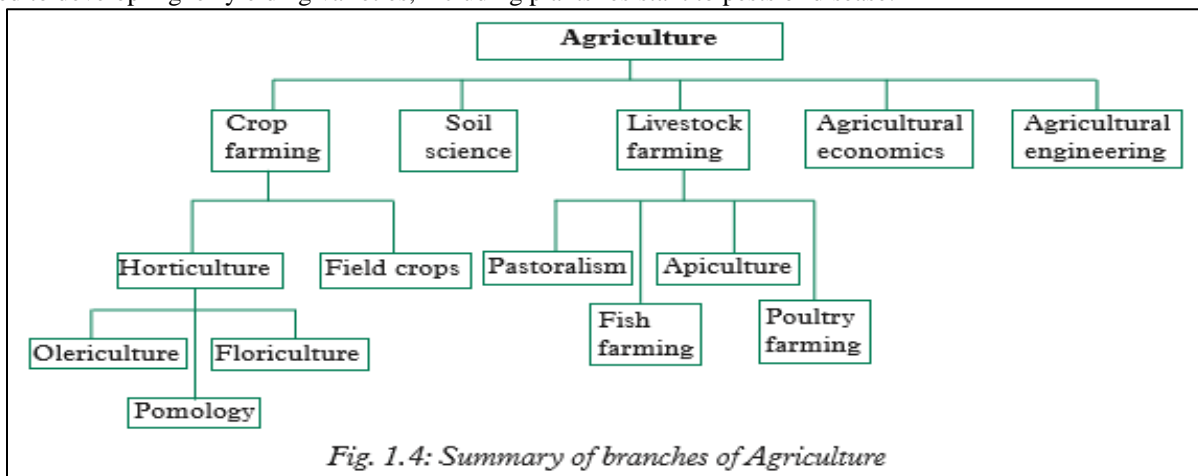 Agriculture
Crop
farming
Soil
science
Livestock
farming
Agricultural
economics
Agricultural
engineering
Horticulture
Field crops
Pastoralism
Apiculture
Fish
farming
Poultry
farming
Olericulture
Floriculture
Pomology
Fig. 1.4: Summary of branches of Agriculture